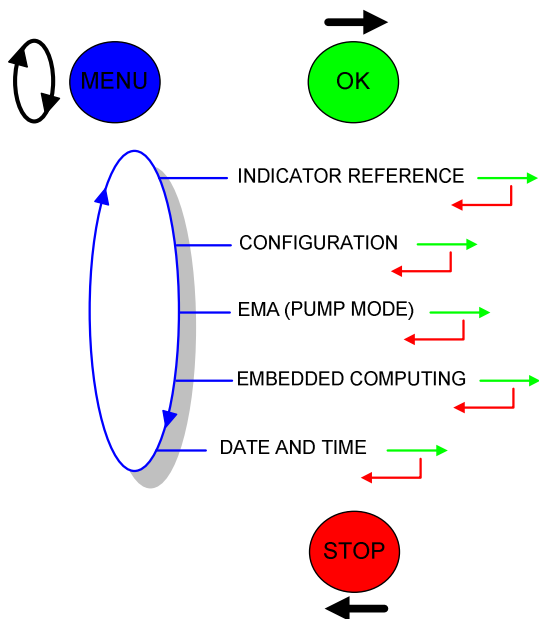 MENU
OK
INDICATOR REFERENCE
CONFIGURATION
EMA (PUMP MODE)
EMBEDDED COMPUTING
DATE AND TIME
STOP